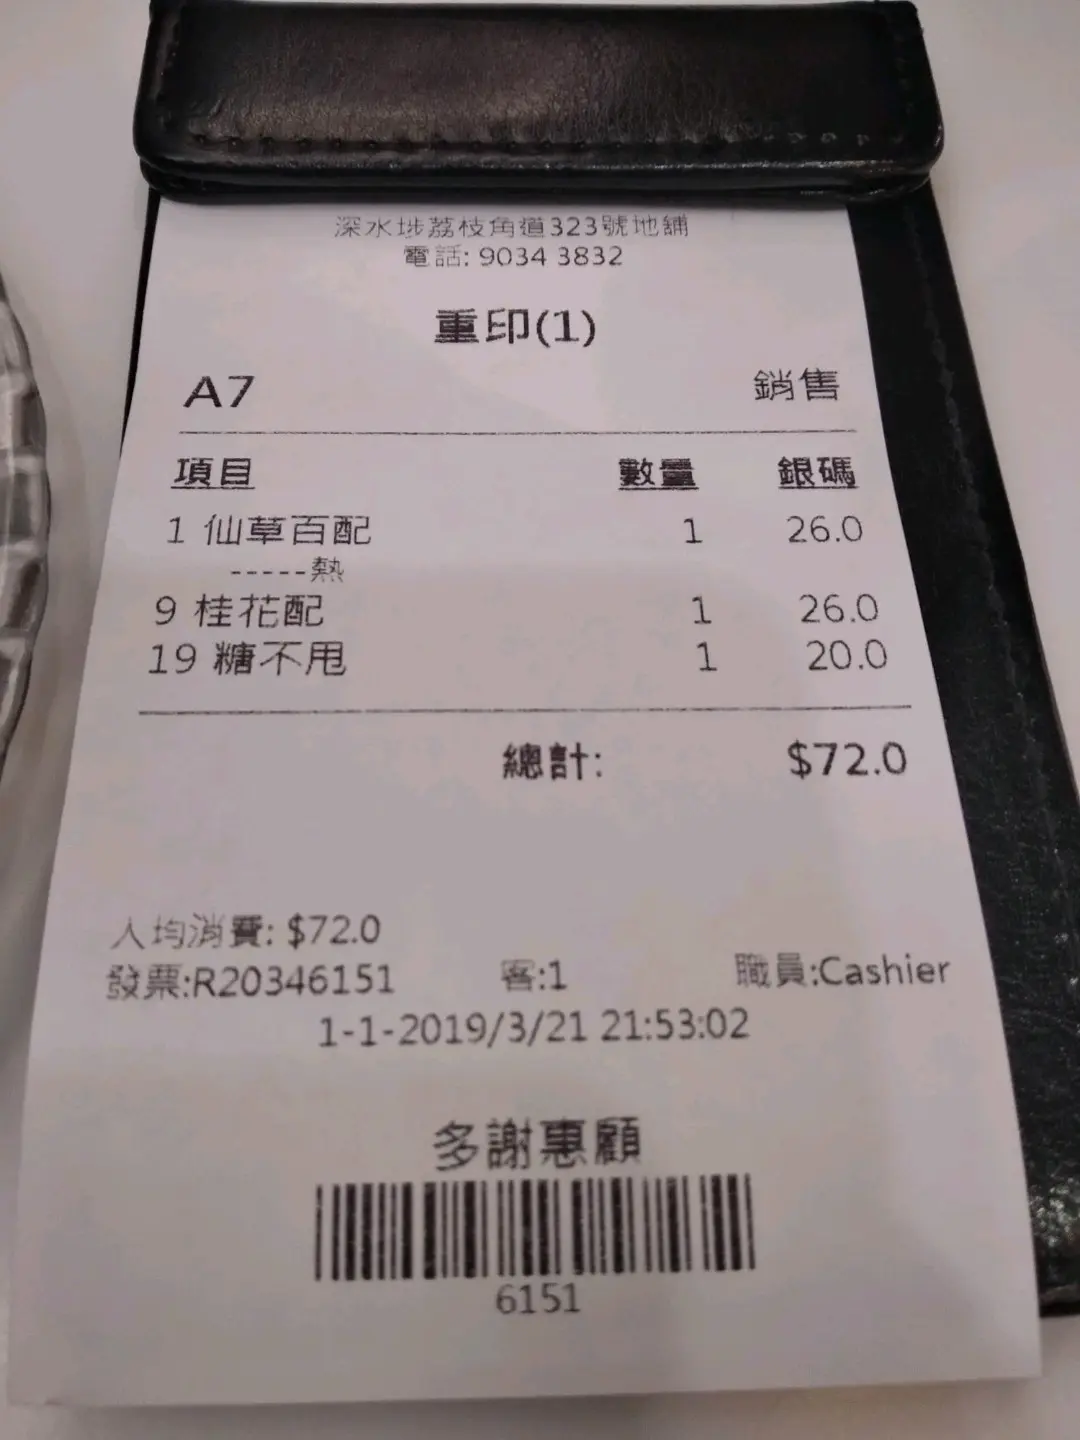 深水埗荔枝角道323號地舖
電話: 9034 3832
重印(1)
A7 銷售
項目 數量 銀碼
1 仙草百配 1 26.0
-----熱
9 桂花配 1 26.0
19 糖不甩 1 20.0
總計: $72.0
人均消費: $72.0
發票:R20346151 客:1 職員:Cashier
1-1-2019/3/21 21:53:02
多謝惠顧
6151